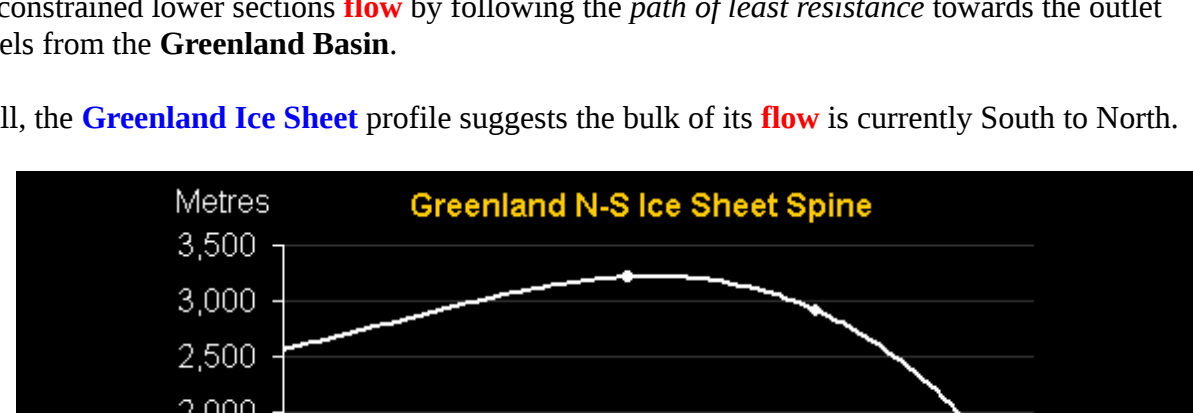 constrained lower sections flow by following the path of least resistance towards the outlet
els from the Greenland Basin.
ll, the Greenland Ice Sheet profile suggests the bulk of its flow is currently South to North.
Metres
Greenland N-S Ice Sheet Spine
3,500
3,000
2,500
2,000